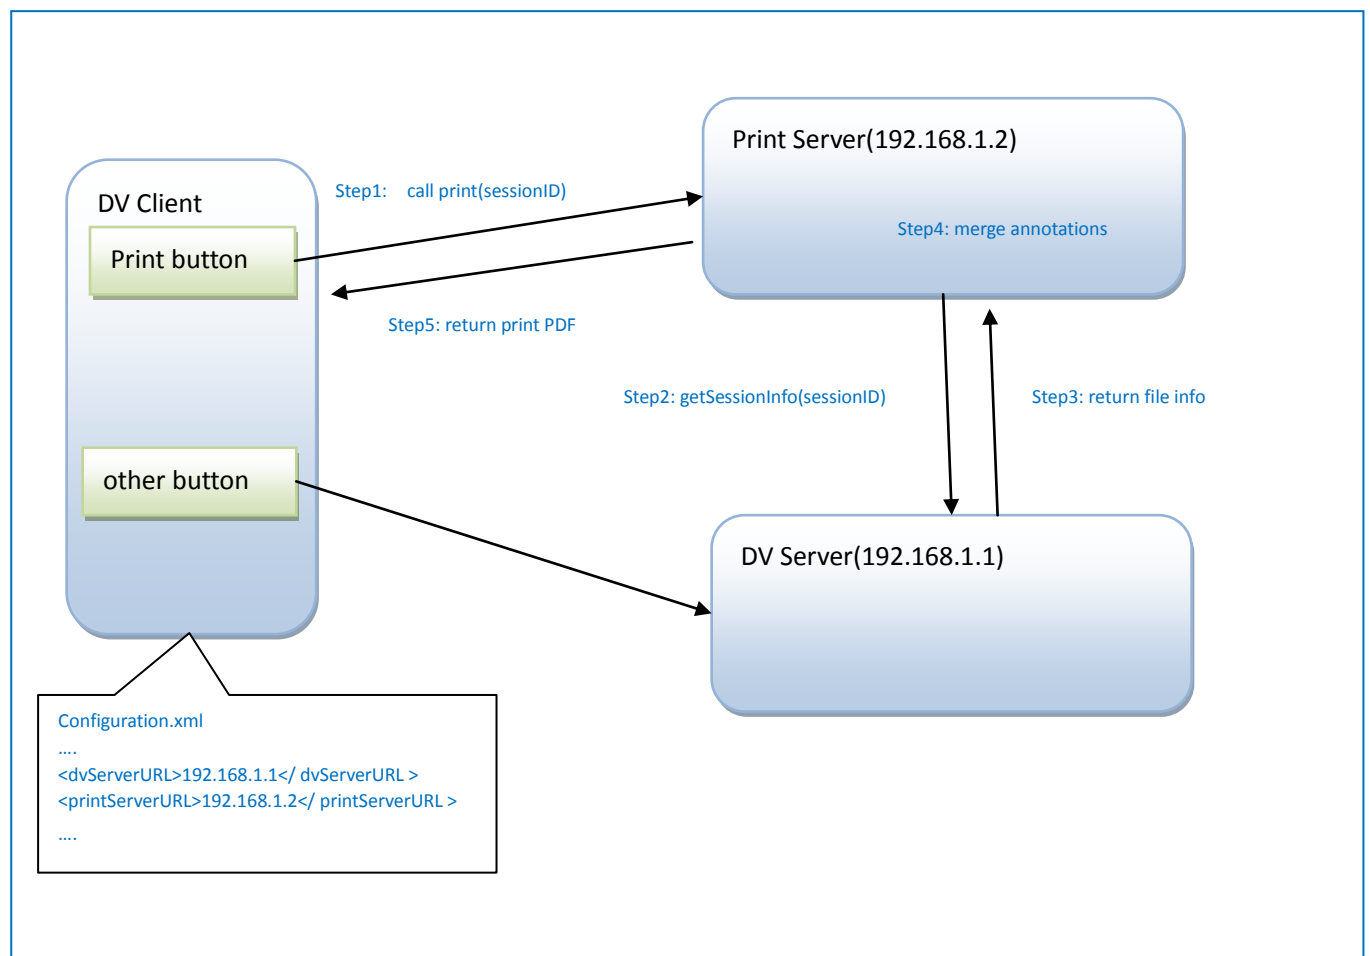 Print Server(192.168.1.2)
DV Client
Step1: call print(sessionID)
Step4: merge annotations
Print button
Step5: return print PDF
Step2: getSessionInfo(sessionID)
Step3: return file info
other button
DV Server(192.168.1.1)
Configuration.xml
....
<dvServerURL>192.168.1.1</ dvServerURL >
<printServerURL>192.168.1.2</ printServerURL >
....